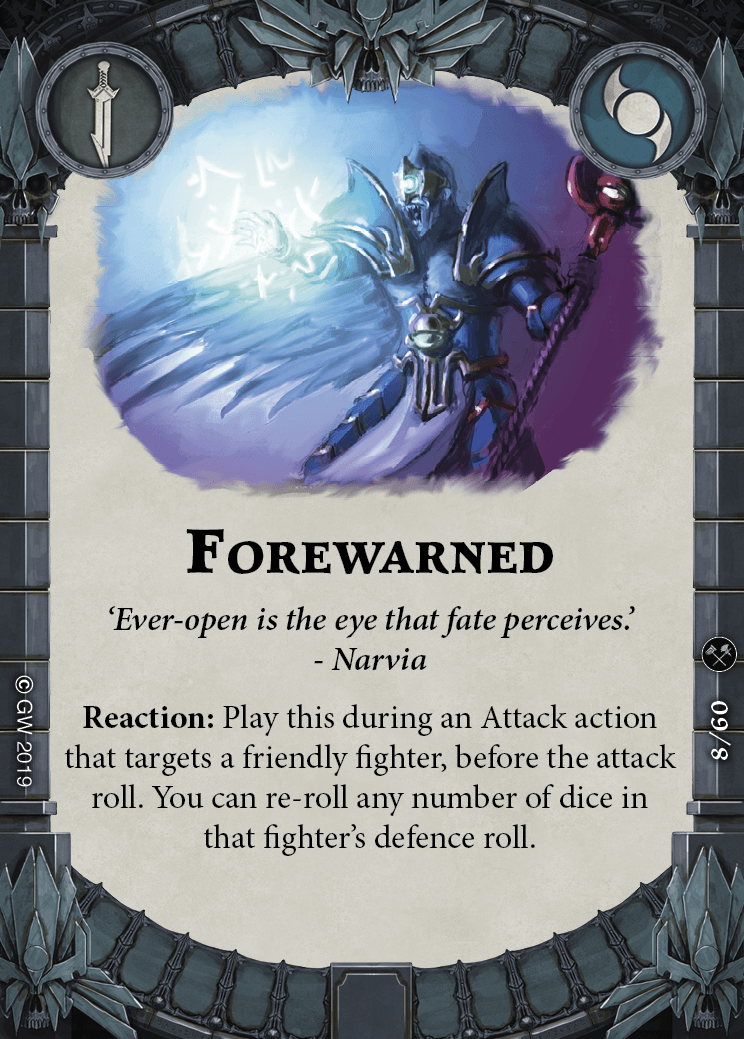 FOREWARNED
‘Ever-open is the eye that fate perceives.’
- Narvia
Reaction: Play this during an Attack action
that targets a friendly fighter, before the attack
roll. You can re-roll any number of dice in
that fighter’s defence roll.
© GW 2019
8/60